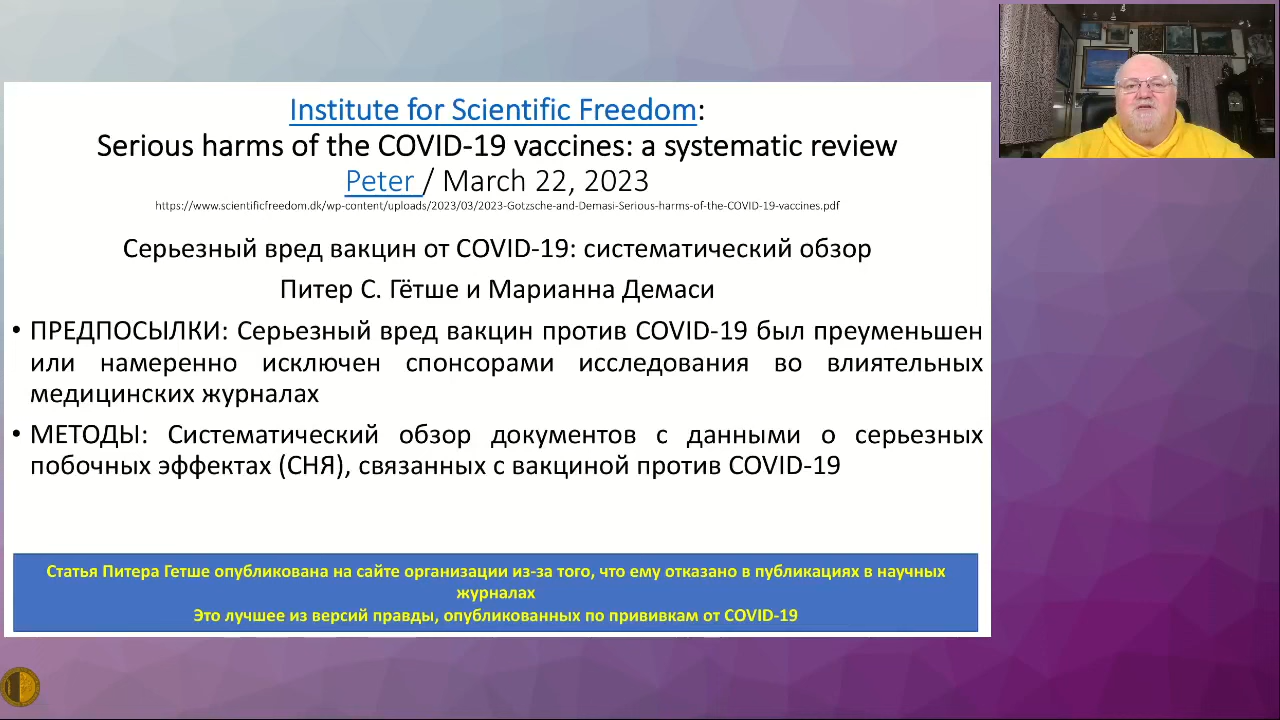 Institute for Scientific Freedom:
Serious harms of the COVID-19 vaccines: a systematic review
Peter / March 22, 2023
https://www.scientificfreedom.dk/wp-content/uploads/2023/03/2023-Gotzsche-and-Demasi-Serious-harms-of-the-COVID-19-vaccines.pdf
Серьезный вред вакцин от COVID-19: систематический обзор
Питер С. Гётше и Марианна Демаси
• ПРЕДПОСЫЛКИ: Серьезный вред вакцин против COVID-19 был преуменьшен
или намеренно исключен спонсорами исследования во влиятельных
медицинских журналах
• МЕТОДЫ: Систематический обзор документов с данными о серьезных
побочных эффектах (СНЯ), связанных с вакциной против COVID-19
Статья Питера Гетше опубликована на сайте организации из-за того, что ему отказано в публикациях в научных
журналах
Это лучшее из версий правды, опубликованных по прививкам от COVID-19